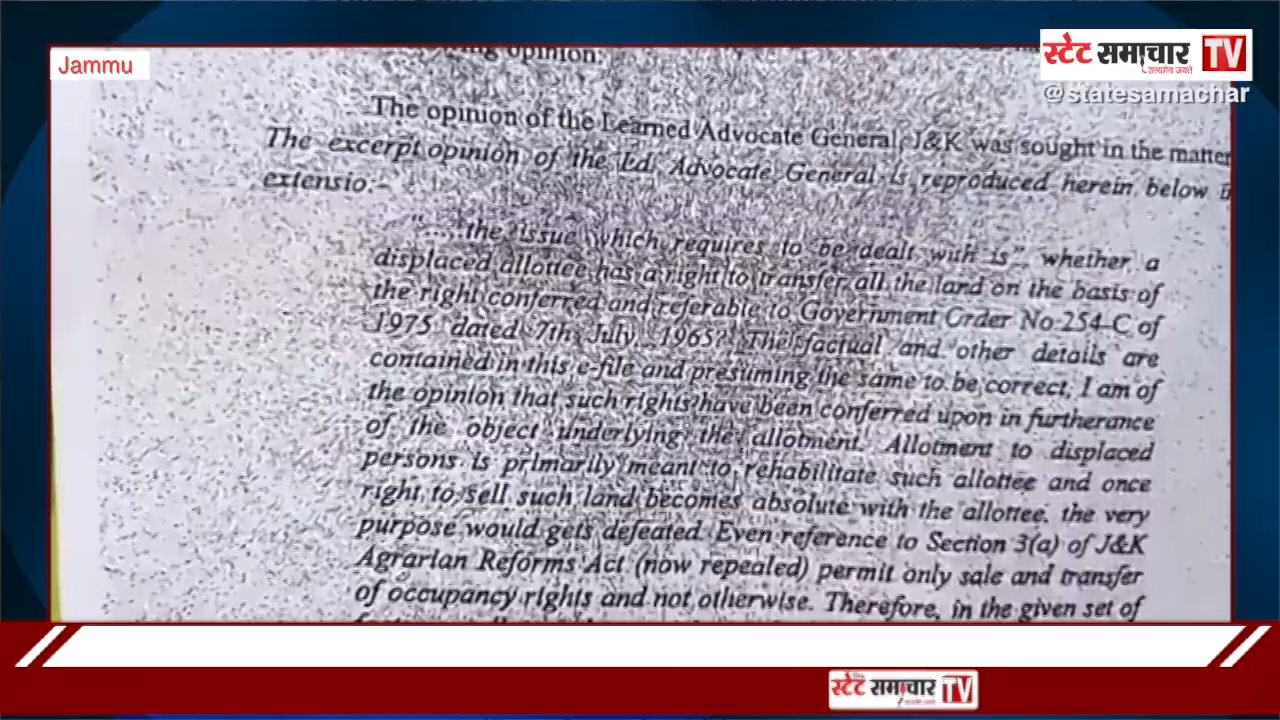 Jammu
स्टेट समाचार TV
सत्यमेव जयते
@statesamachar
opinion:
The opinion of the Learned Advocate General, J&K was sought in the matter
The excerpt opinion of the Ld. Advocate General is reproduced herein below
extensio:-
".....the issue which requires to be dealt with is" whether a
displaced allottee has a right to transfer all the land on the basis of
the right conferred and referable to Government Order No 254-C of
1975 dated 7th July, 1965? The factual and other details are
contained in this e-file and presuming the same to be correct, I am of
the opinion that such rights have been conferred upon in furtherance
of the object underlying the allotment. Allotment to displaced
persons is primarily meant to rehabilitate such allottee and once
right to sell such land becomes absolute with the allottee, the very
purpose would gets defeated. Even reference to Section 3(a) of J&K
Agrarian Reforms Act (now repealed) permit only sale and transfer
of occupancy rights and not otherwise. Therefore, in the given set of
स्टेट समाचार TV